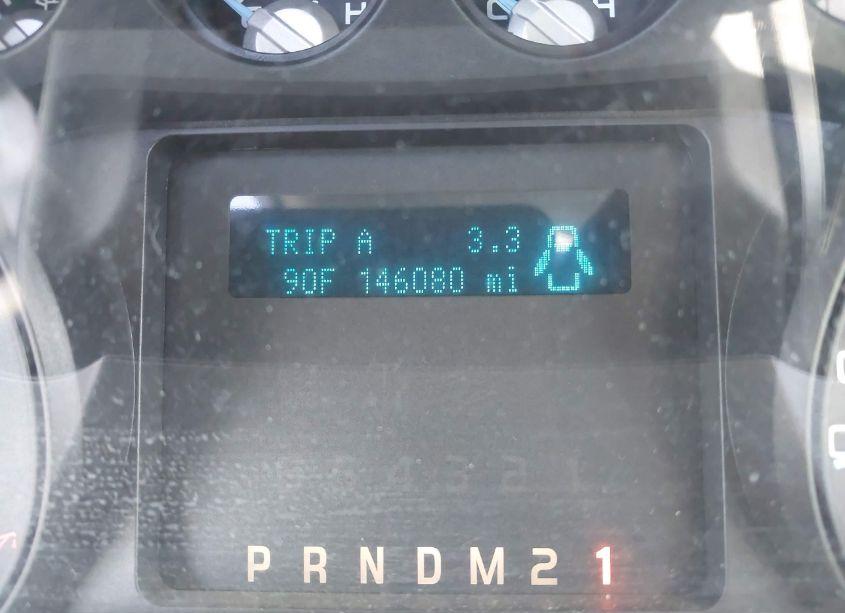 H
C H
TRIP A 3.3
90F 146080 mi
P R N D M 2 1